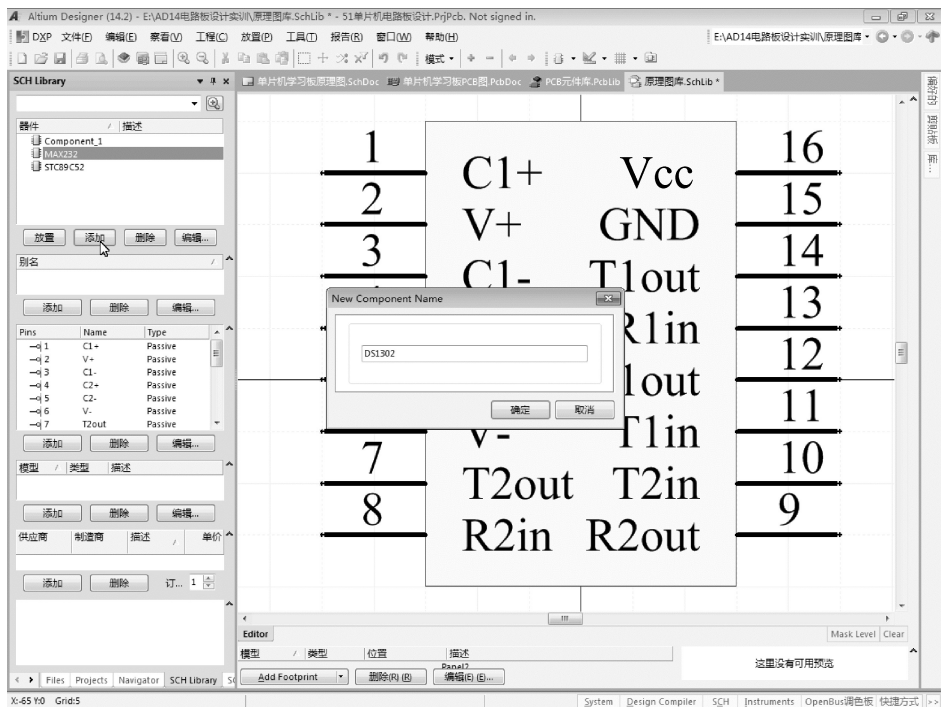 Altium Designer (14.2) - E:\AD14电路板设计实训\原理图库.SchLib * - 51单片机电路板设计.PrjPcb. Not signed in.
DXP 文件(F) 编辑(E) 察看(V) 工程(C) 放置(P) 工具(T) 报告(R) 窗口(W) 帮助(H) E:\AD14电路板设计实训\原理图库
模式
SCH Library
单片机学习板原理图.SchDoc 单片机学习板PCB图.PcbDoc PCB元件库.PcbLib 原理图库.SchLib *
器件 / 描述
Component_1
MAX232
STC89C52
放置 添加 删除 编辑...
别名 /
添加 删除 编辑...
Pins Name Type
1 C1+ Passive
2 V+ Passive
3 C1- Passive
4 C2+ Passive
5 C2- Passive
6 V- Passive
7 T2out Passive
添加 删除 编辑...
模型 / 类型 描述
添加 删除 编辑...
供应商 制造商 描述 / 单价
添加 删除 订... 1
Files Projects Navigator SCH Library
1 C1+ Vcc 16
2 V+ GND 15
3 C1- T1out 14
R1in 13
1out 12
V- T1in 11
7 T2out T2in 10
8 R2in R2out 9
New Component Name
DS1302
确定 取消
Editor Mask Level Clear
模型 / 类型 位置 描述
Panel2
这里没有可用预览
Add Footprint 删除(R) (R) 编辑(E) (E)...
X:-65 Y:0 Grid:5 System Design Compiler SCH Instruments OpenBus调色板 快捷方式 >>